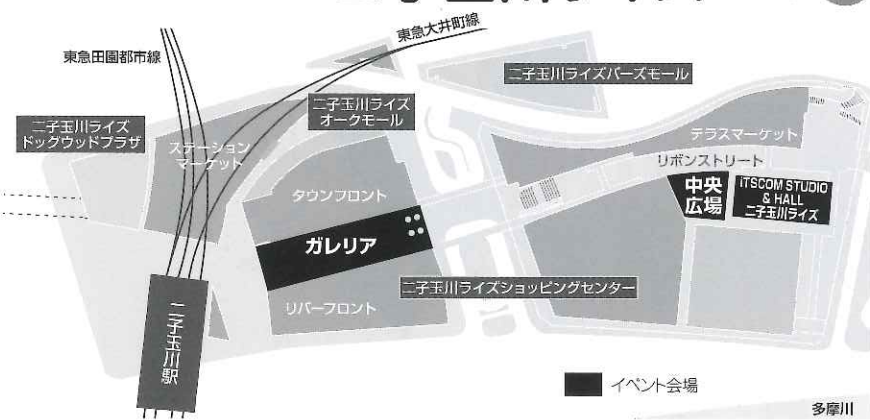 東急大井町線
東急田園都市線
二子玉川ライズバーズモール
二子玉川ライズ
オークモール
二子玉川ライズ
ドッグウッドプラザ
ステーション
マーケット
テラスマーケット
リボンストリート
タウンフロント
中央
広場
iTSCOM STUDIO
& HALL
二子玉川ライズ
ガレリア
二子玉川ライズショッピングセンター
リバーフロント
二子玉川駅
イベント会場
多摩川